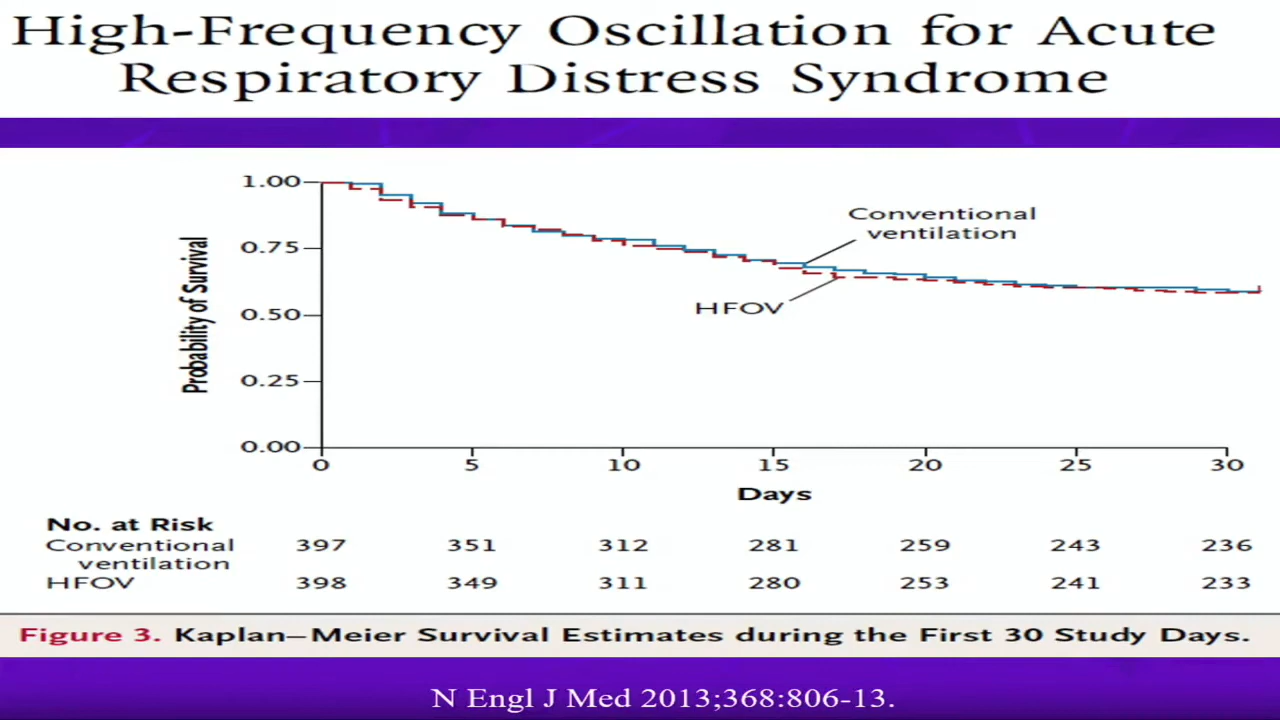 High-Frequency Oscillation for Acute
Respiratory Distress Syndrome
1.00
0.75
0.50
0.25
0.00
Probability of Survival
Conventional
ventilation
HFOV
0 5 10 15 20 25 30
Days
No. at Risk
Conventional 397 351 312 281 259 243 236
ventilation
HFOV 398 349 311 280 253 241 233
Figure 3. Kaplan–Meier Survival Estimates during the First 30 Study Days.
N Engl J Med 2013;368:806-13.